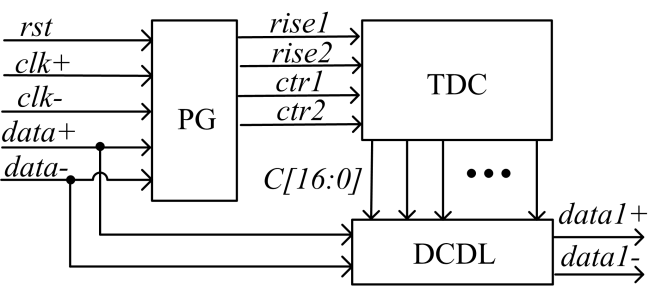 rst
clk+
clk-
data+
data-
PG
rise1
rise2
ctr1
ctr2
TDC
C[16:0]
DCDL
data1+
data1-